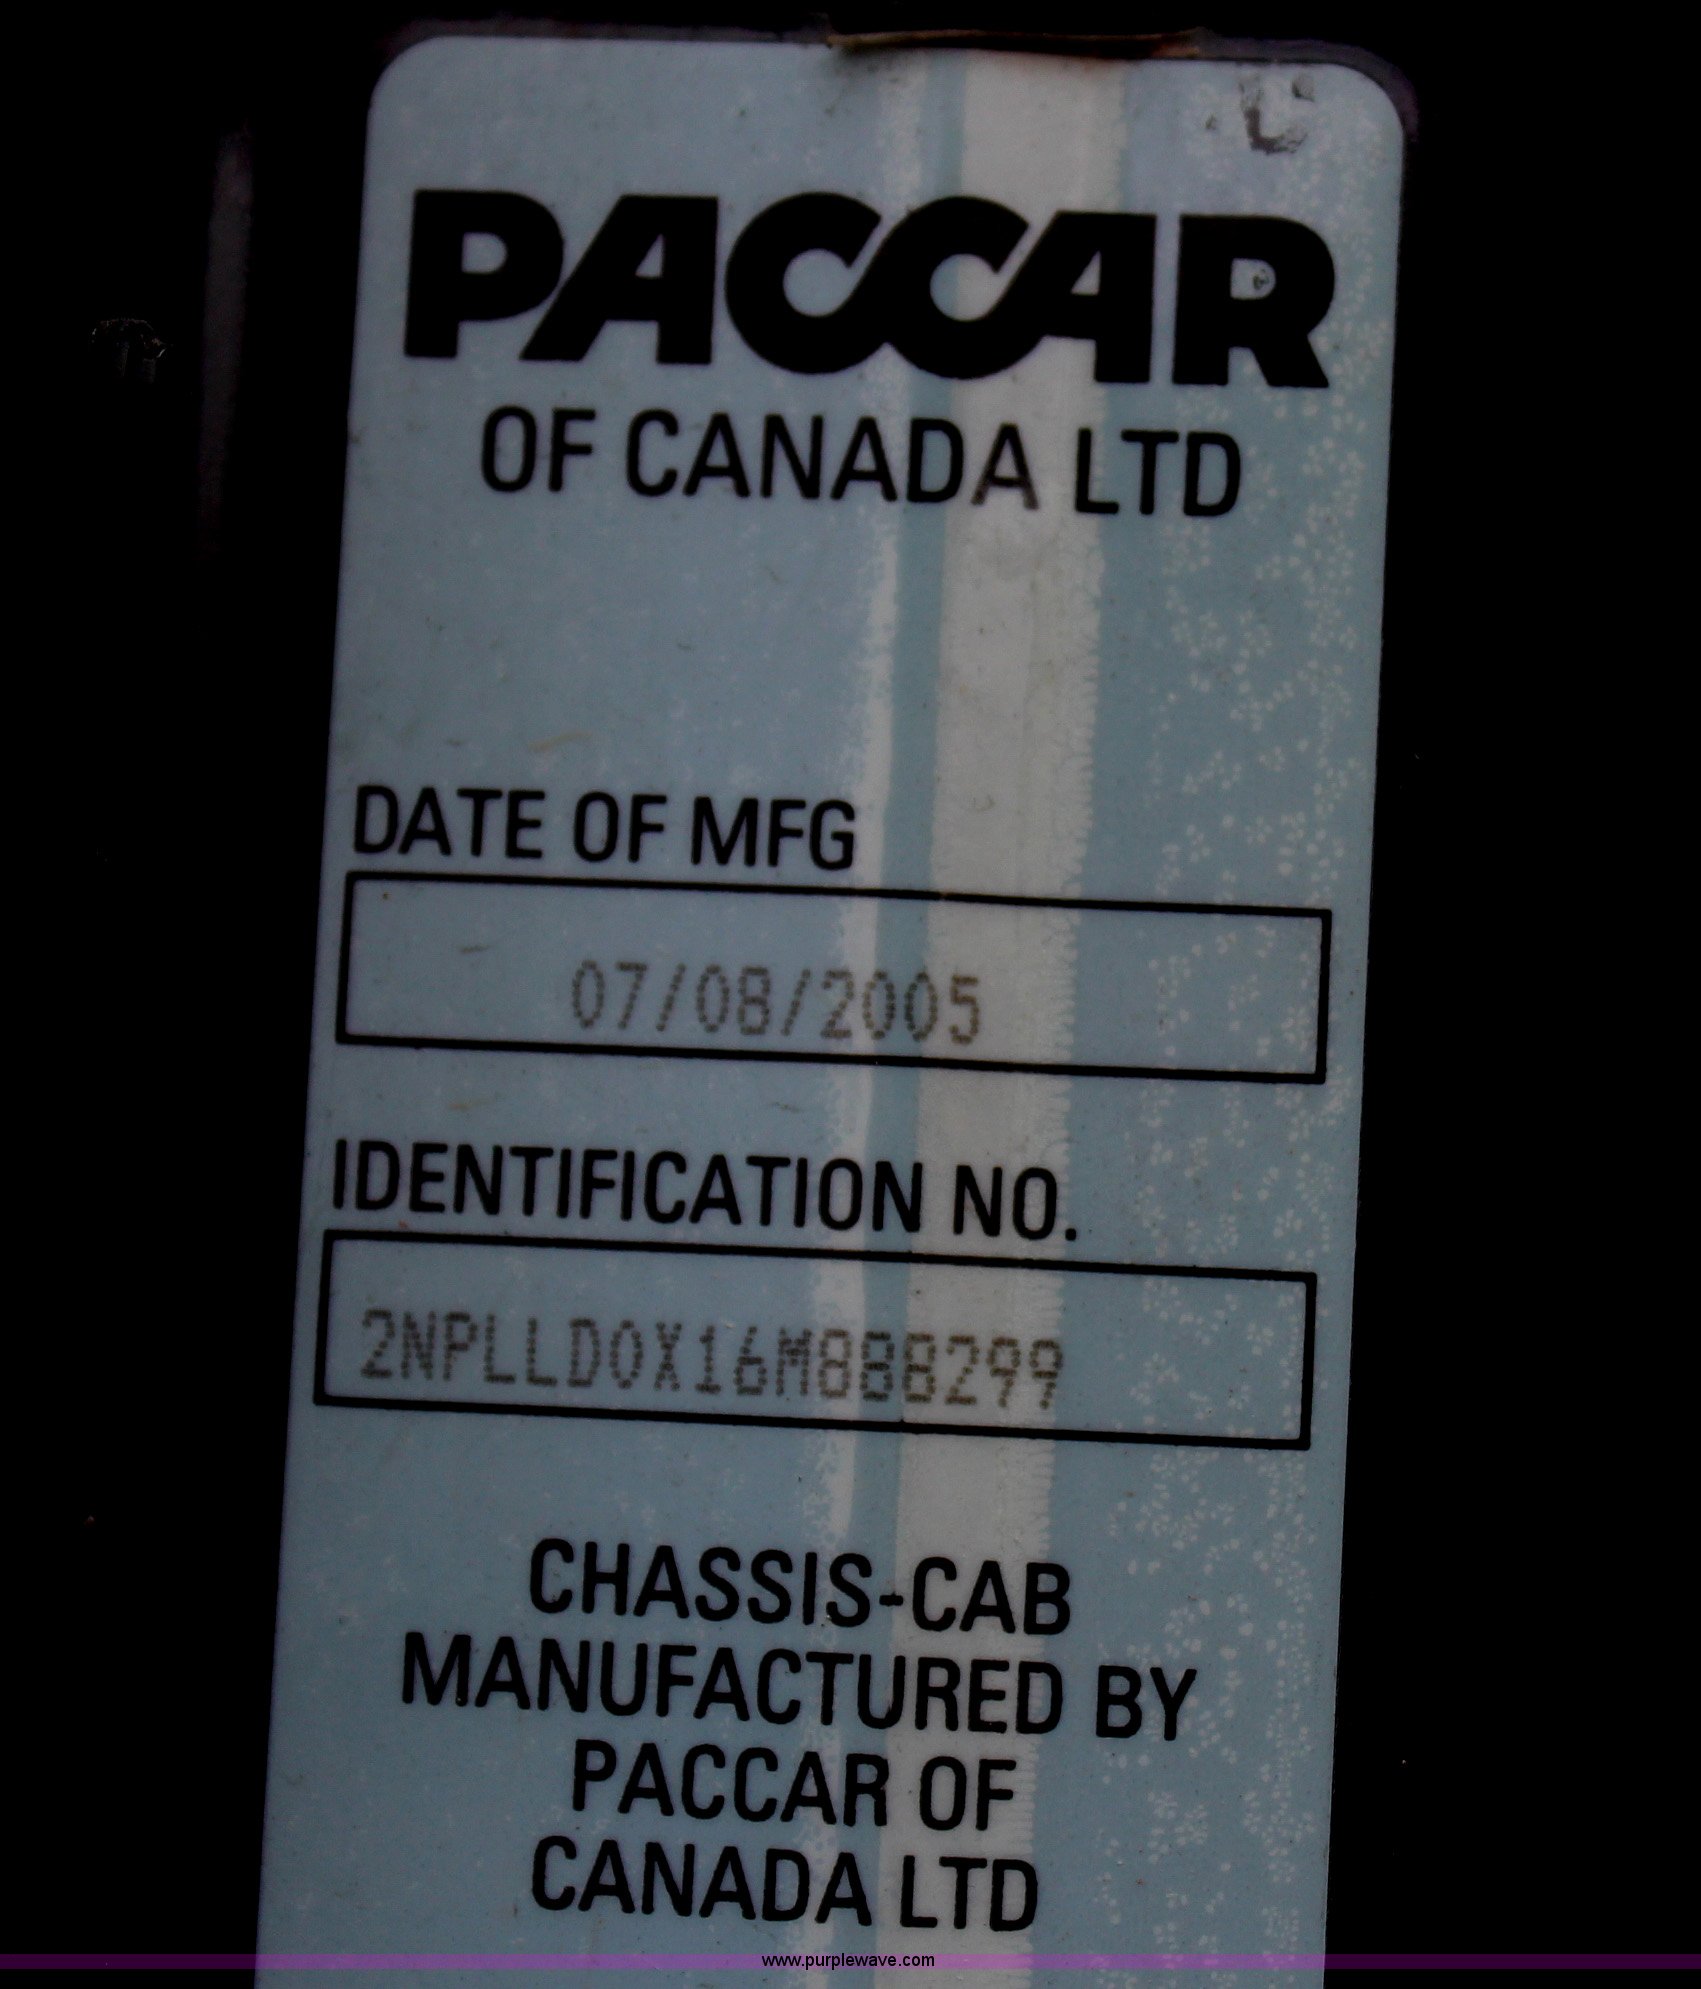 PACCAR
OF CANADA LTD
DATE OF MFG
07/08/2005
IDENTIFICATION NO.
2NPLLD0X16M888299
CHASSIS-CAB
MANUFACTURED BY
PACCAR OF
CANADA LTD
www.purplewave.com